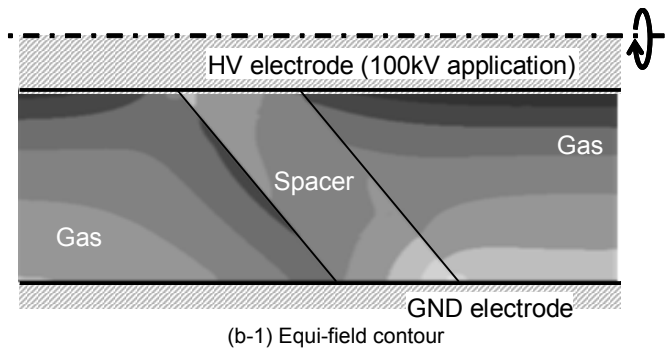 HV electrode (100kV application)
Gas
Spacer
Gas
GND electrode
(b-1) Equi-field contour